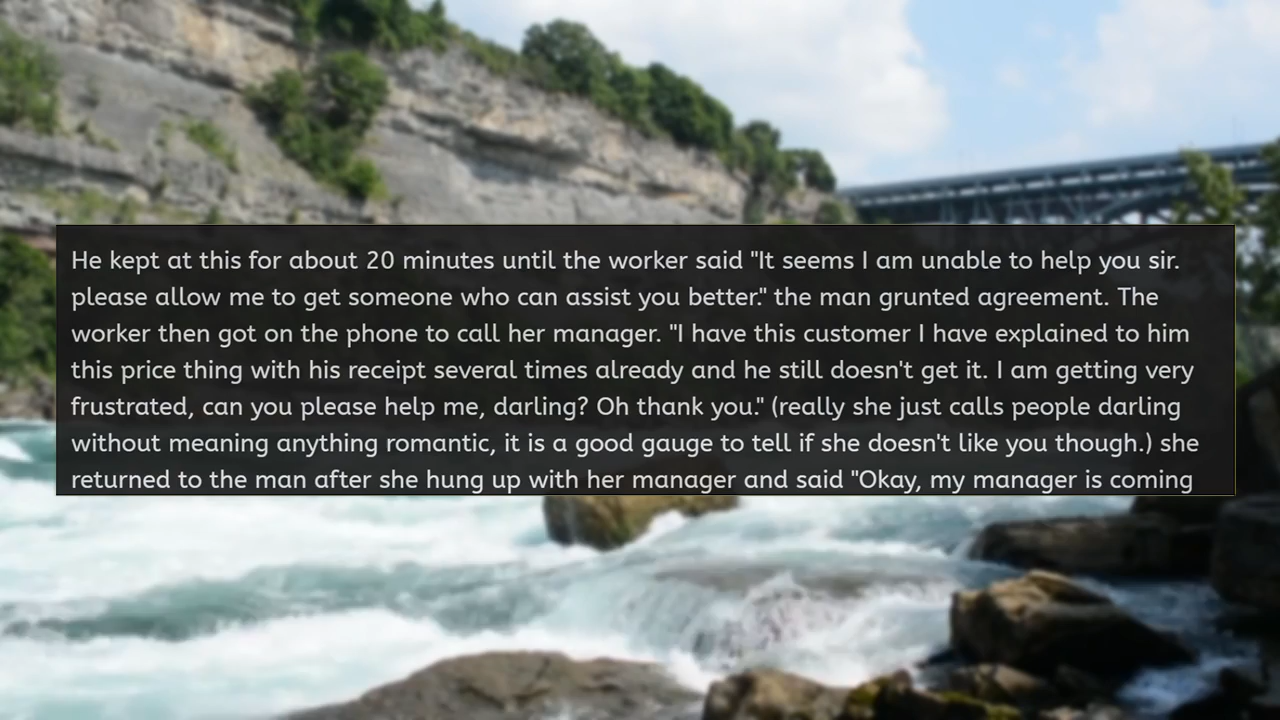 He kept at this for about 20 minutes until the worker said "It seems I am unable to help you sir.
please allow me to get someone who can assist you better." the man grunted agreement. The
worker then got on the phone to call her manager. "I have this customer I have explained to him
this price thing with his receipt several times already and he still doesn't get it. I am getting very
frustrated, can you please help me, darling? Oh thank you." (really she just calls people darling
without meaning anything romantic, it is a good gauge to tell if she doesn't like you though.) she
returned to the man after she hung up with her manager and said "Okay, my manager is coming